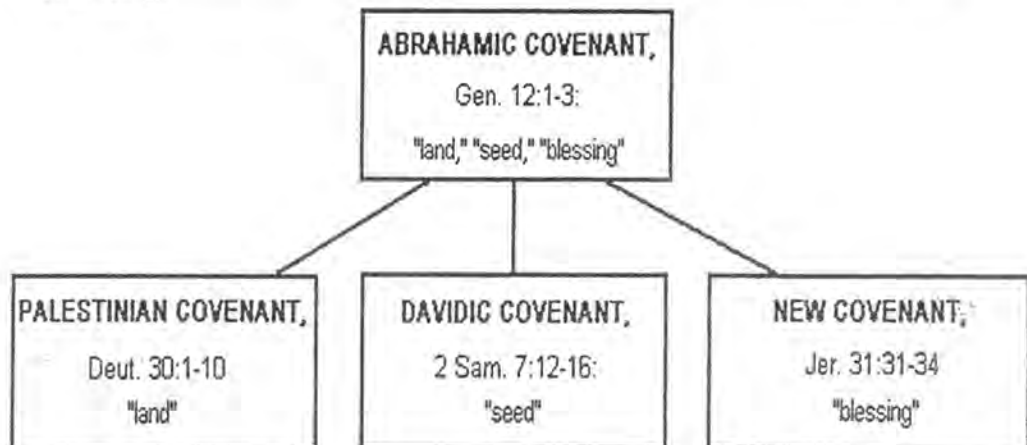 ABRAHAMIC COVENANT,
Gen. 12:1-3:
"land," "seed," "blessing"
PALESTINIAN COVENANT,
Deut. 30:1-10
"land"
DAVIDIC COVENANT,
2 Sam. 7:12-16:
"seed"
NEW COVENANT,
Jer. 31:31-34
"blessing"